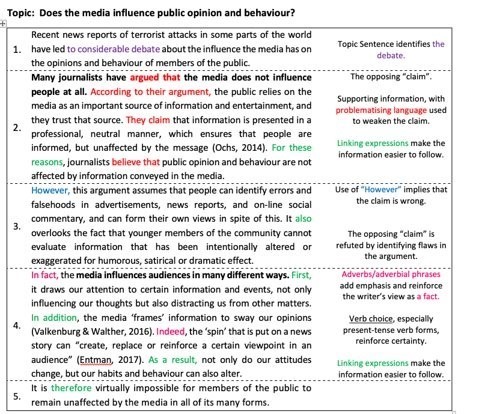 Topic: Does the media influence public opinion and behaviour?
1.
Recent news reports of terrorist attacks in some parts of the world
have led to considerable debate about the influence the media has on
the opinions and behaviour of members of the public.
Topic Sentence identifies the
debate.
2.
Many journalists have argued that the media does not influence
people at all. According to their argument, the public relies on the
media as an important source of information and entertainment, and
they trust that source. They claim that information is presented in a
professional, neutral manner, which ensures that people are
informed, but unaffected by the message (Ochs, 2014). For these
reasons, journalists believe that public opinion and behaviour are not
affected by information conveyed in the media.
The opposing "claim".
Supporting information, with
problematising language used
to weaken the claim.
Linking expressions make the
information easier to follow.
3.
However, this argument assumes that people can identify errors and
falsehoods in advertisements, news reports, and on-line social
commentary, and can form their own views in spite of this. It also
overlooks the fact that younger members of the community cannot
evaluate information that has been intentionally altered or
exaggerated for humorous, satirical or dramatic effect.
Use of "However" implies that
the claim is wrong.
The opposing "claim" is
refuted by identifying flaws in
the argument.
4.
In fact, the media influences audiences in many different ways. First,
it draws our attention to certain information and events, not only
influencing our thoughts but also distracting us from other matters.
In addition, the media 'frames' information to sway our opinions
(Valkenburg & Walther, 2016). Indeed, the 'spin' that is put on a news
story can "create, replace or reinforce a certain viewpoint in an
audience" (Entman, 2017). As a result, not only do our attitudes
change, but our habits and behaviour can also alter.
Adverbs/adverbial phrases
add emphasis and reinforce
the writer's view as a fact.
Verb choice, especially
present-tense verb forms,
reinforce certainty.
Linking expressions make the
information easier to follow.
5.
It is therefore virtually impossible for members of the public to
remain unaffected by the media in all of its many forms.